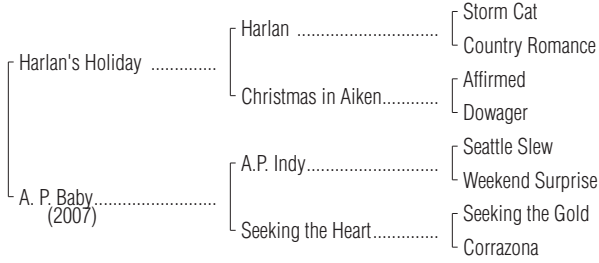 Storm Cat
Harlan ..............................
Country Romance
Harlan's Holiday ..............
Affirmed
Christmas in Aiken............
Dowager
Seattle Slew
A.P. Indy............................
Weekend Surprise
A. P. Baby..........................
(2007)
Seeking the Gold
Seeking the Heart..............
Corrazona